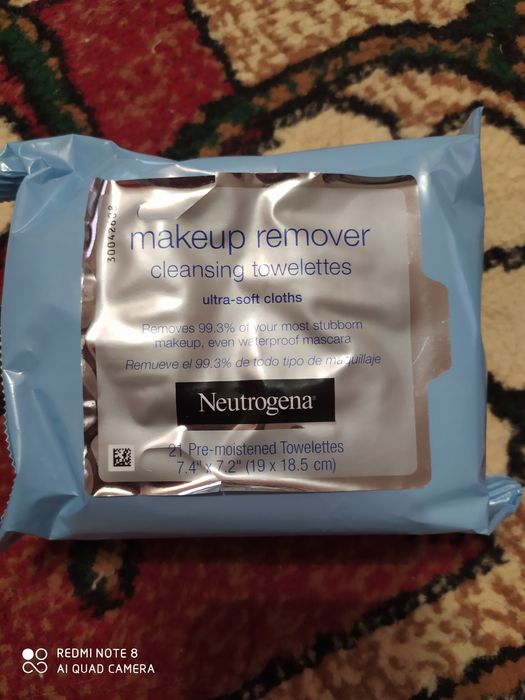 30042602
makeup remover
cleansing towelettes
ultra-soft cloths
Removes 99.3% of your most stubborn
makeup, even waterproof mascara
Remueve el 99.3% de todo tipo de maquillaje
Neutrogena®
21 Pre-moistened Towelettes
7.4" x 7.2" (19 x 18.5 cm)
REDMI NOTE 8
AI QUAD CAMERA